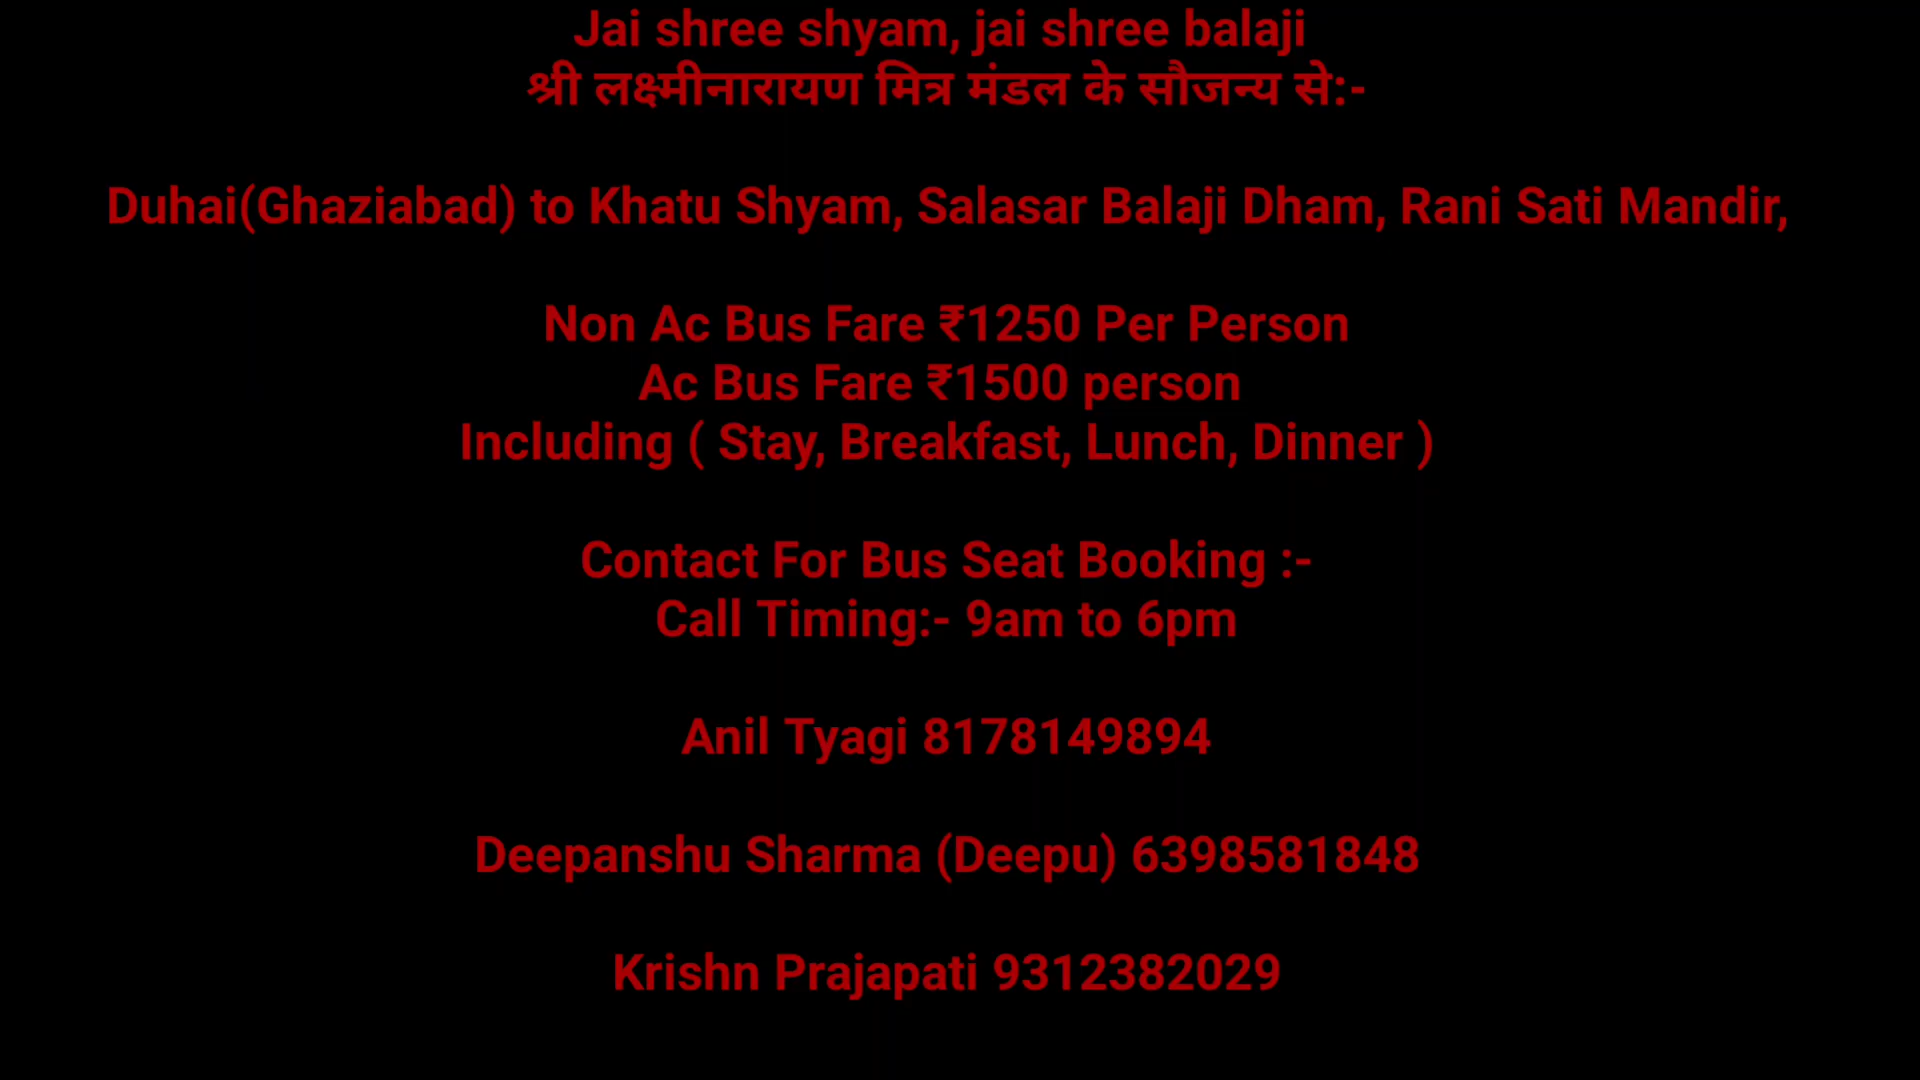 Jai shree shyam, jai shree balaji
श्री लक्ष्मीनारायण मित्र मंडल के सौजन्य से:-
Duhai(Ghaziabad) to Khatu Shyam, Salasar Balaji Dham, Rani Sati Mandir,
Non Ac Bus Fare ₹1250 Per Person
Ac Bus Fare ₹1500 person
Including ( Stay, Breakfast, Lunch, Dinner )
Contact For Bus Seat Booking :-
Call Timing:- 9am to 6pm
Anil Tyagi 8178149894
Deepanshu Sharma (Deepu) 6398581848
Krishn Prajapati 9312382029